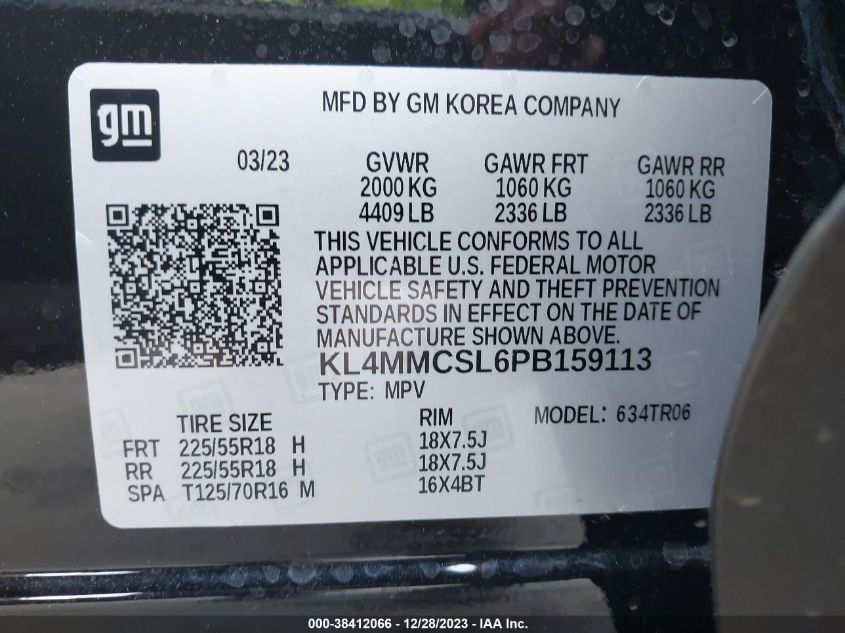 gm
MFD BY GM KOREA COMPANY
03/23 GVWR GAWR FRT GAWR RR
2000 KG 1060 KG 1060 KG
4409 LB 2336 LB 2336 LB
THIS VEHICLE CONFORMS TO ALL
APPLICABLE U.S. FEDERAL MOTOR
VEHICLE SAFETY AND THEFT PREVENTION
STANDARDS IN EFFECT ON THE DATE OF
MANUFACTURE SHOWN ABOVE.
KL4MMCSL6PB159113
TYPE: MPV
TIRE SIZE RIM MODEL: 634TR06
FRT 225/55R18 H 18X7.5J
RR 225/55R18 H 18X7.5J
SPA T125/70R16 M 16X4BT
000-38412066 - 12/28/2023 - IAA Inc.